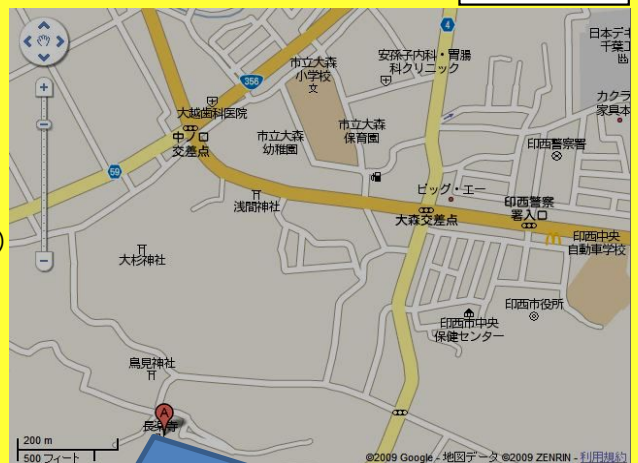 4
日本デキ
千葉工
市立大森
小学校
文
安孫子内科・胃腸
科クリニック
カクラ
家具本
356
大越歯科医院
中ノ口
交差点
市立大森
幼稚園
市立大森
保育園
印西警察署
59
浅間神社
ビッグ・エー
大森交差点
印西警察
署入口
印西中央
自動車学校
大杉神社
印西市役所
印西市中央
保健センター
鳥見神社
A
長楽寺
200 m
500 フィート
©2009 Google - 地図データ ©2009 ZENRIN - 利用規約